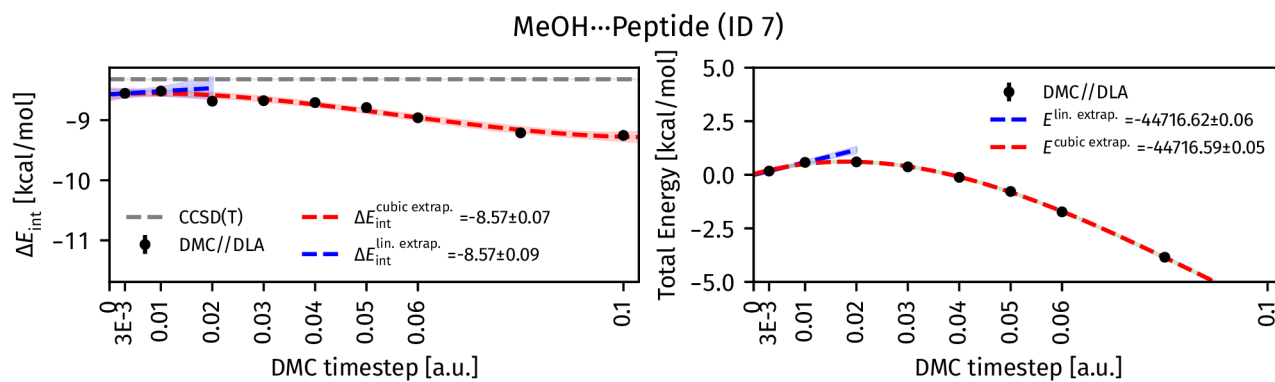 MeOH···Peptide (ID 7)
ΔE_int [kcal/mol]
−9
−10
−11
CCSD(T)
DMC//DLA
ΔE_int^cubic extrap. =-8.57±0.07
ΔE_int^lin. extrap. =-8.57±0.09
0
3E-3
0.01
0.02
0.03
0.04
0.05
0.06
0.1
DMC timestep [a.u.]
Total Energy [kcal/mol]
5.0
2.5
0.0
−2.5
−5.0
DMC//DLA
E^lin. extrap. =-44716.62±0.06
E^cubic extrap. =-44716.59±0.05
0
3E-3
0.01
0.02
0.03
0.04
0.05
0.06
0.1
DMC timestep [a.u.]